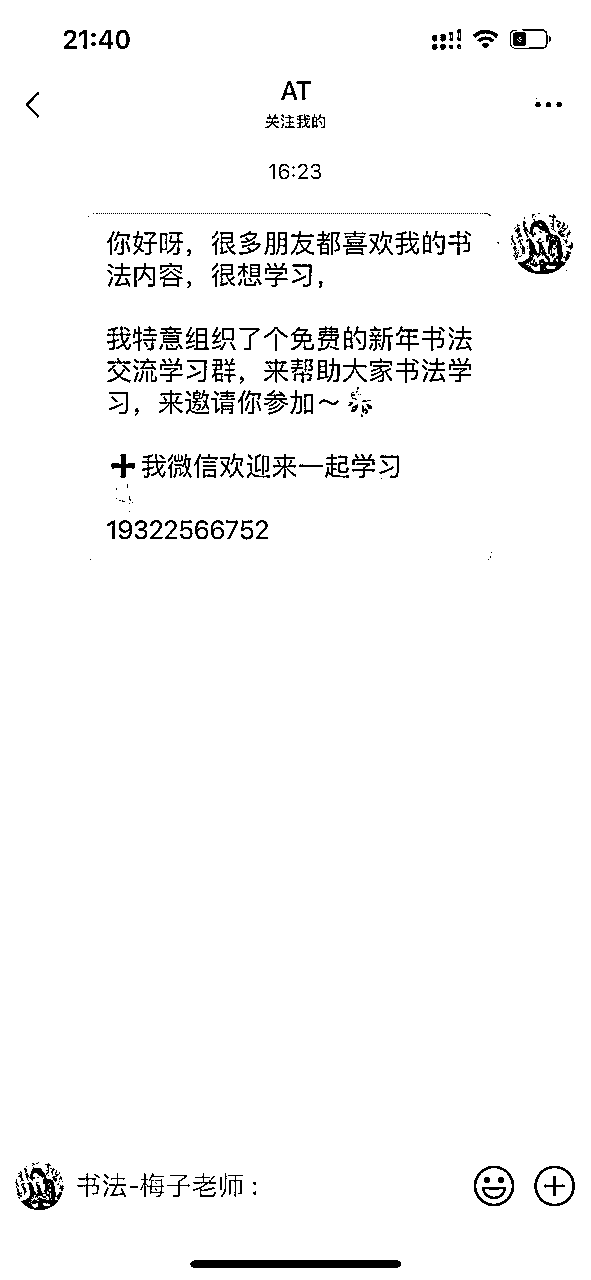 21:40
AT
关注我的
16:23
你好呀，很多朋友都喜欢我的书
法内容，很想学习，
我特意组织了个免费的新年书法
交流学习群，来帮助大家书法学
习，来邀请你参加～
➕我微信欢迎来一起学习
19322566752
书法-梅子老师：